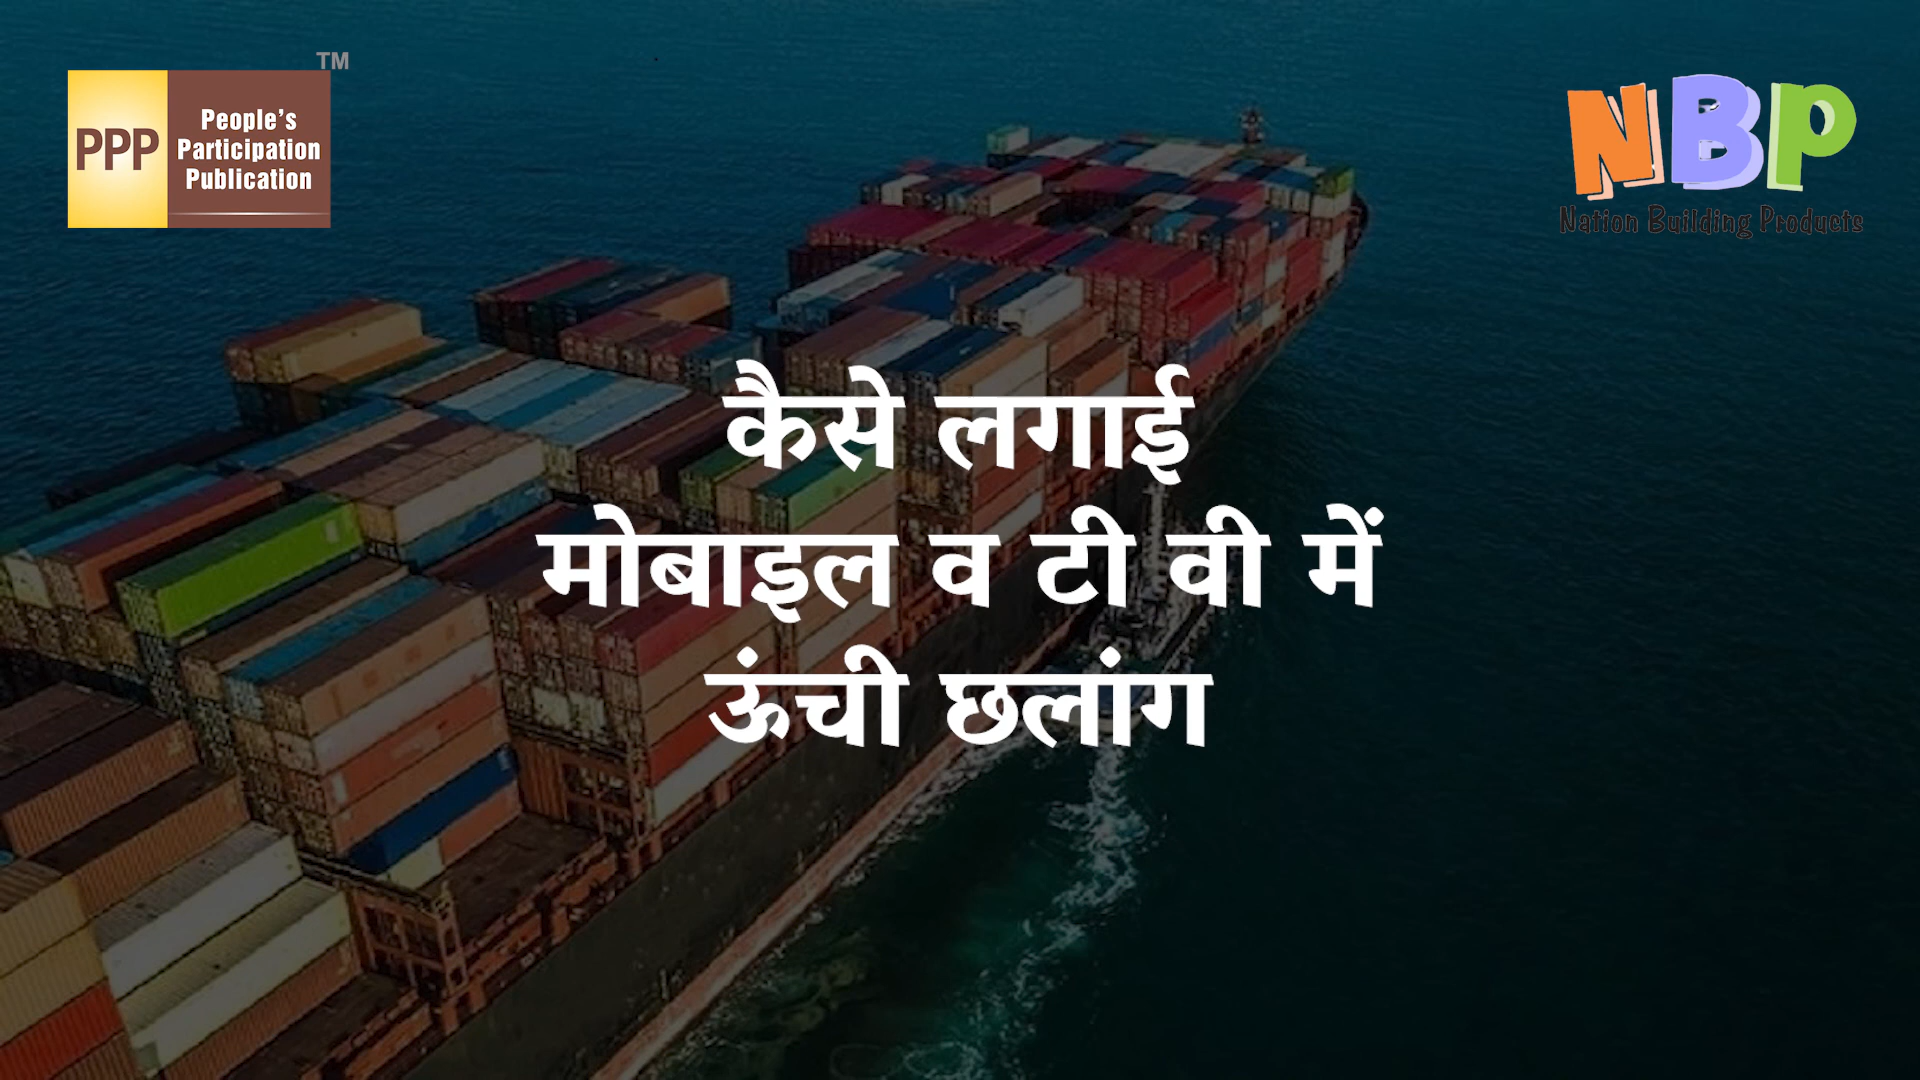 TM
PPP
People's
Participation
Publication
NBP
Nation Building Products
कैसे लगाई
मोबाइल व टी वी में
ऊंची छलांग